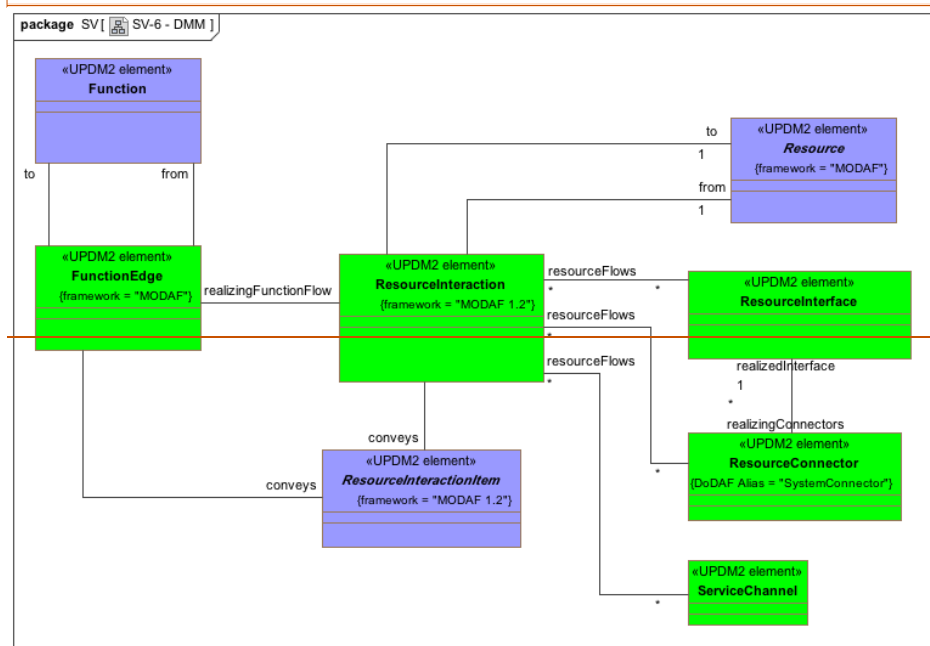 package SV[ SV-6 - DMM ]
«UPDM2 element»
Function
to
from
«UPDM2 element»
Resource
{framework = "MODAF"}
to
1
from
1
«UPDM2 element»
FunctionEdge
{framework = "MODAF"}
realizingFunctionFlow
«UPDM2 element»
ResourceInteraction
{framework = "MODAF 1.2"}
resourceFlows
*
*
resourceFlows
*
*
resourceFlows
*
*
«UPDM2 element»
ResourceInterface
realizedInterface
1
*
realizingConnectors
«UPDM2 element»
ResourceConnector
{DoDAF Alias = "SystemConnector"}
conveys
conveys
«UPDM2 element»
ResourceInteractionItem
{framework = "MODAF 1.2"}
«UPDM2 element»
ServiceChannel